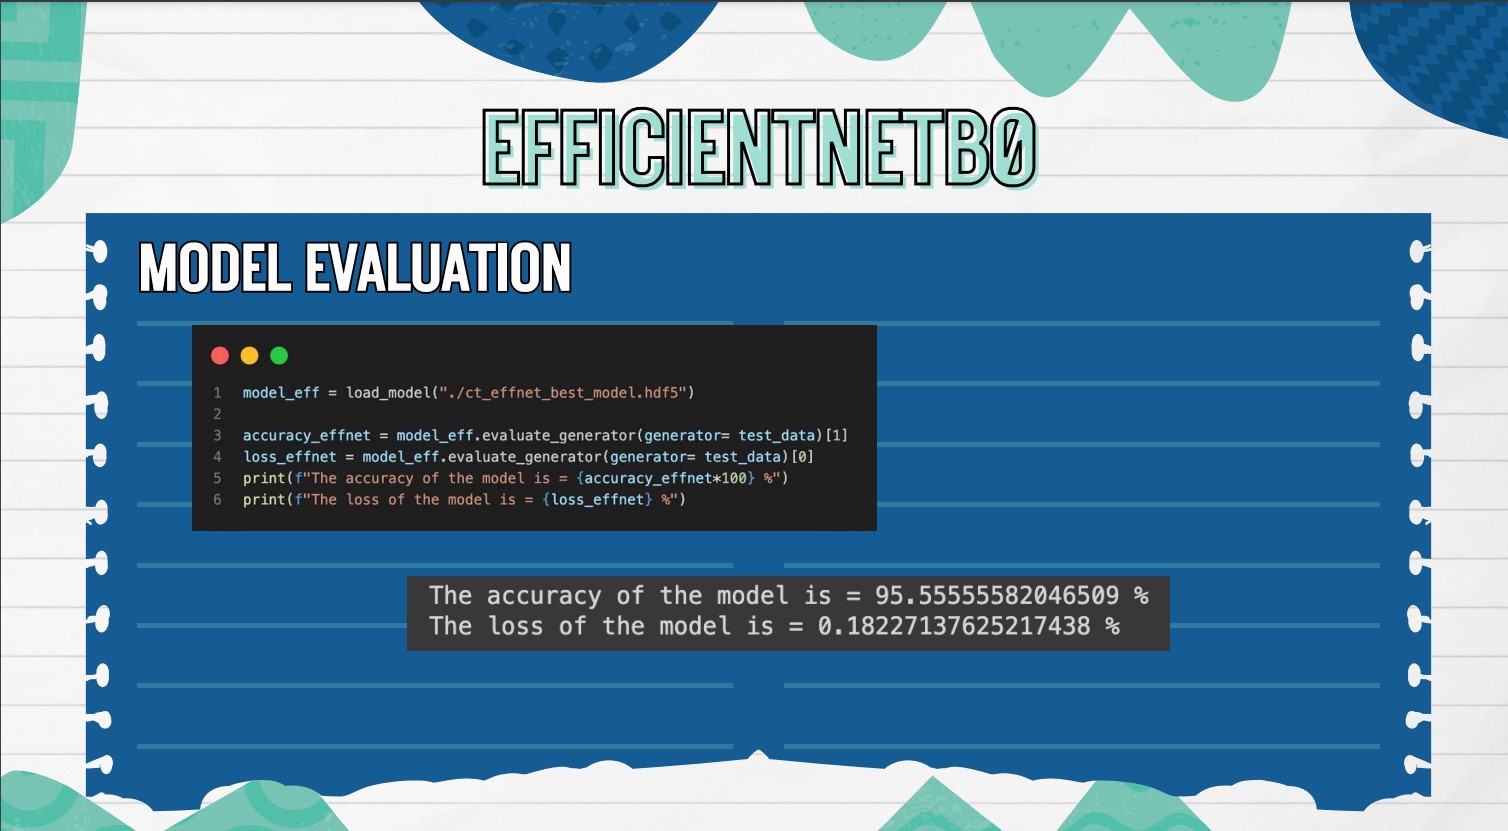 EFFICIENTNETB0
MODEL EVALUATION
1 model_eff = load_model("./ct_effnet_best_model.hdf5")
2
3 accuracy_effnet = model_eff.evaluate_generator(generator= test_data)[1]
4 loss_effnet = model_eff.evaluate_generator(generator= test_data)[0]
5 print(f"The accuracy of the model is = {accuracy_effnet*100} %")
6 print(f"The loss of the model is = {loss_effnet} %")
The accuracy of the model is = 95.55555582046509 %
The loss of the model is = 0.18227137625217438 %